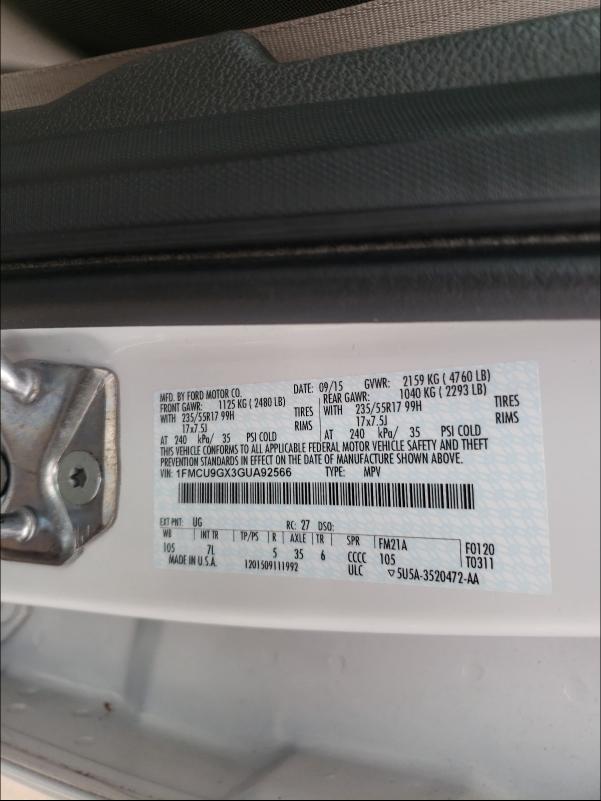 MFD. BY FORD MOTOR CO. DATE: 09/15 GVWR: 2159 KG ( 4760 LB)
FRONT GAWR: 1125 KG ( 2480 LB) REAR GAWR: 1040 KG ( 2293 LB)
WITH 235/55R17 99H TIRES WITH 235/55R17 99H TIRES
17x7.5J RIMS 17x7.5J RIMS
AT 240 kPa/ 35 PSI COLD AT 240 kPa/ 35 PSI COLD
THIS VEHICLE CONFORMS TO ALL APPLICABLE FEDERAL MOTOR VEHICLE SAFETY AND THEFT
PREVENTION STANDARDS IN EFFECT ON THE DATE OF MANUFACTURE SHOWN ABOVE.
VIN: 1FMCU9GX3GUA92566 TYPE: MPV
EXT PNT: UG RC: 27 DSO:
WB INT TR TP/PS R AXLE TR SPR FM21A F0120
105 7L 5 35 6 CCCC 105 T0311
MADE IN U.S.A. 1201509111992 ULC ▽5U5A-3520472-AA